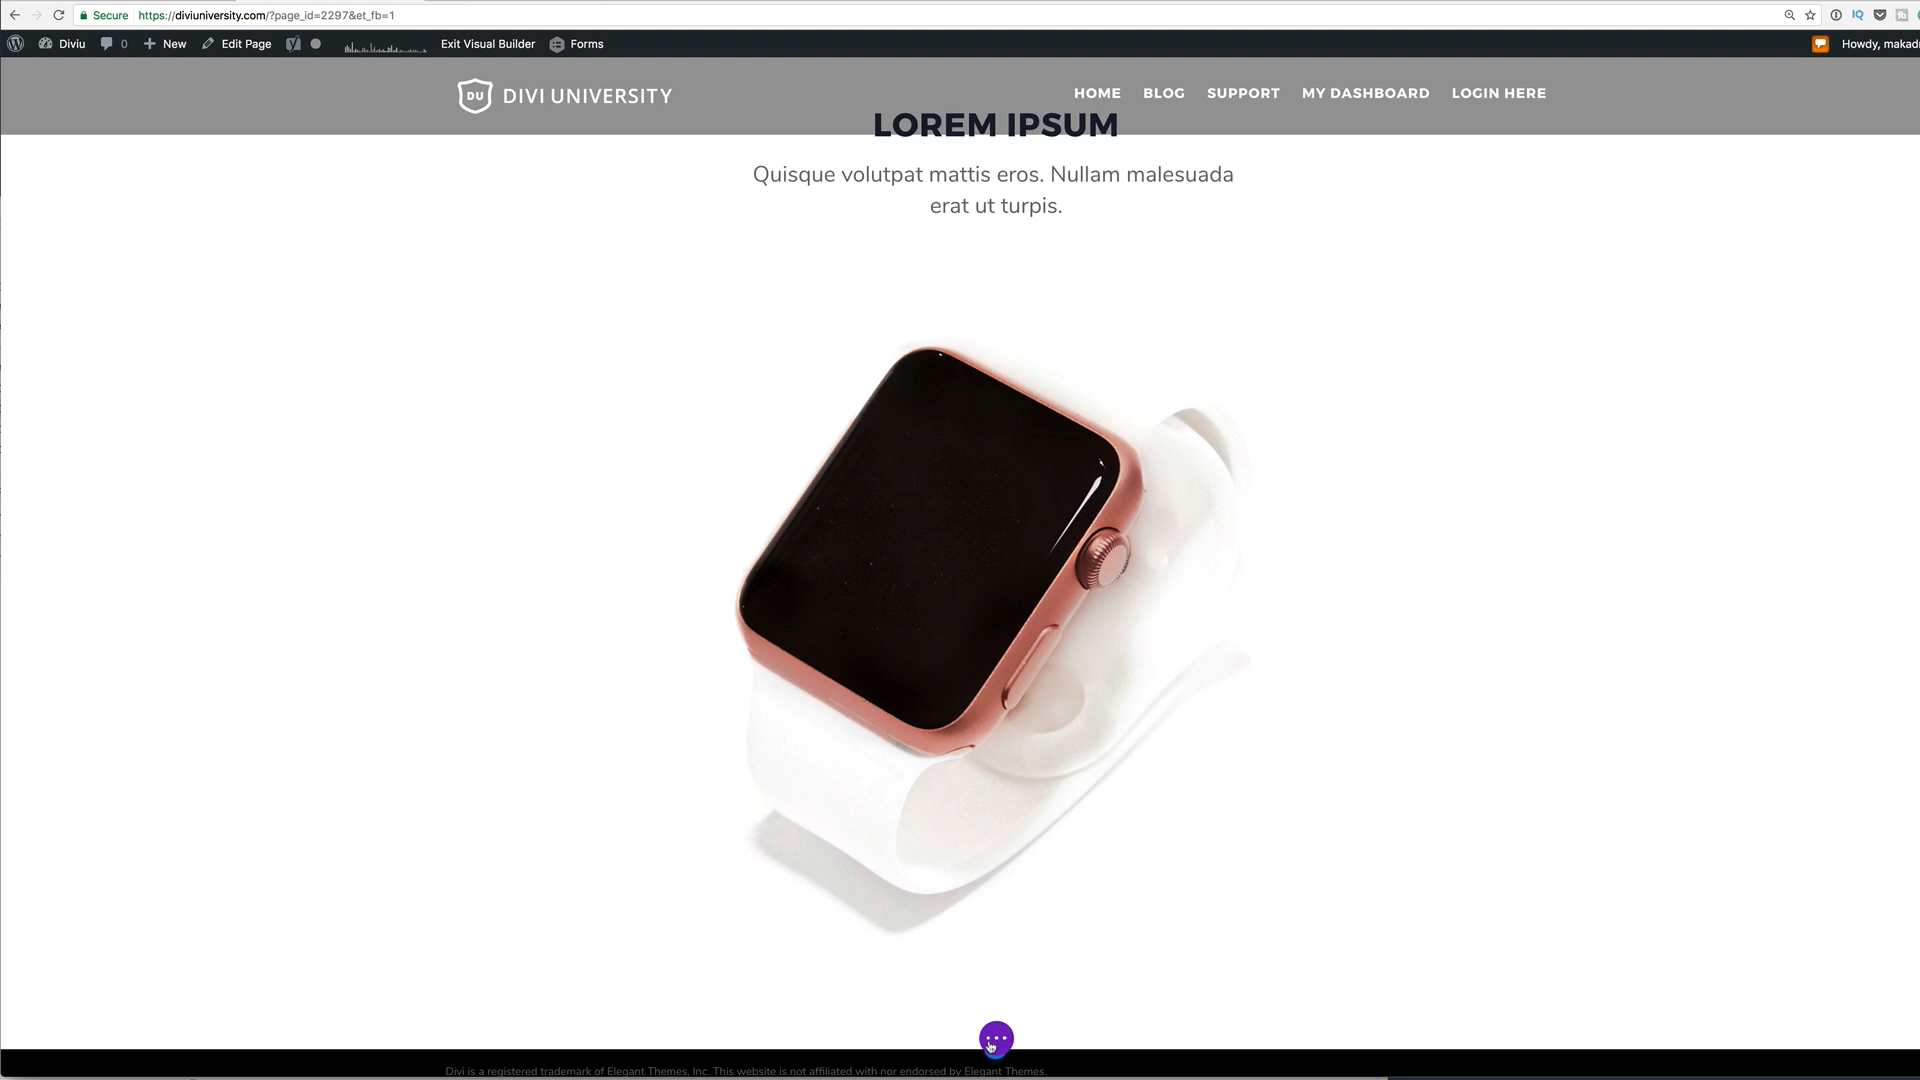 Secure https://diviuniversity.com/?page_id=2297&et_fb=1
Diviu 0 New Edit Page Exit Visual Builder Forms Howdy, makad
DU DIVI UNIVERSITY HOME BLOG SUPPORT MY DASHBOARD LOGIN HERE
LOREM IPSUM
Quisque volutpat mattis eros. Nullam malesuada
erat ut turpis.
Divi is a registered trademark of Elegant Themes, Inc. This website is not affiliated with nor endorsed by Elegant Themes.